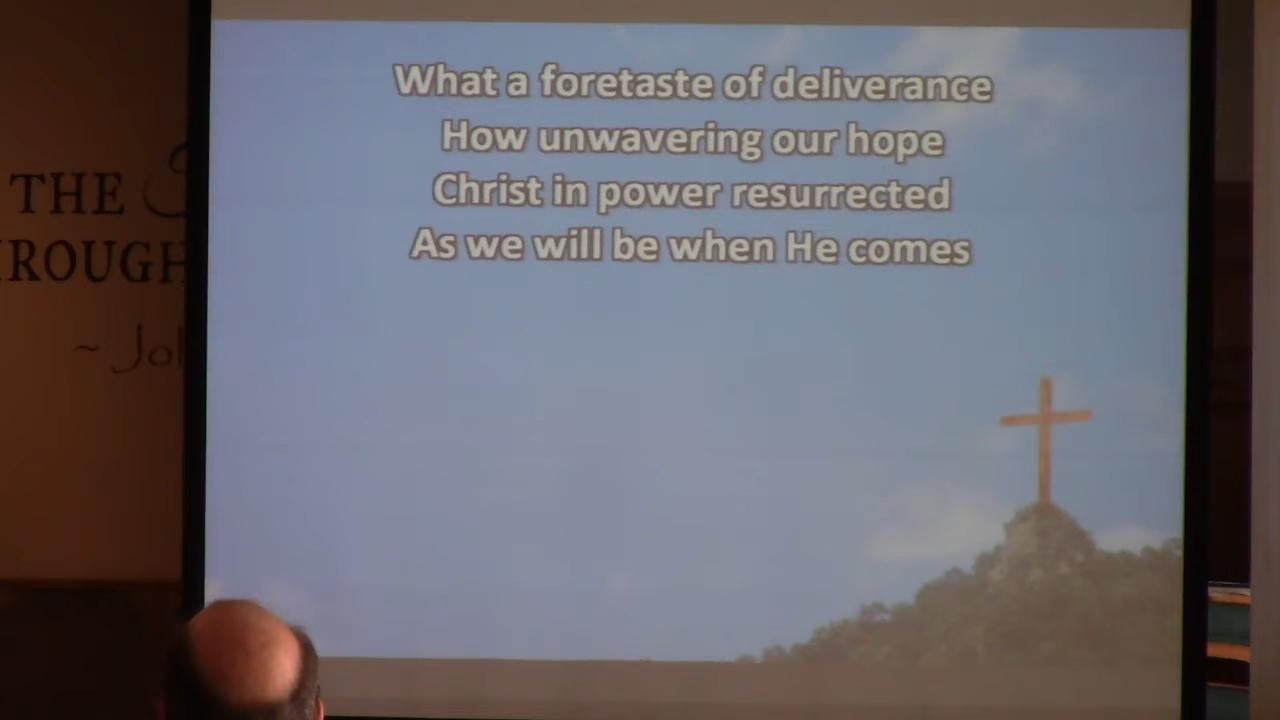 What a foretaste of deliverance
How unwavering our hope
Christ in power resurrected
As we will be when He comes
THE
ROUGH
~ Jo